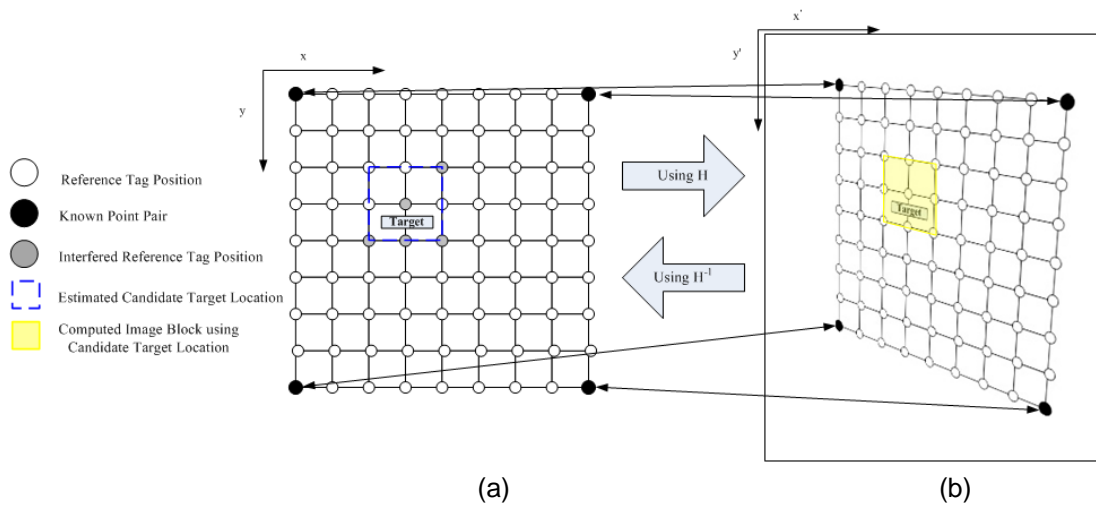 x
y
Reference Tag Position
Known Point Pair
Interfered Reference Tag Position
Estimated Candidate Target Location
Computed Image Block using
Candidate Target Location
Target
Using H
Using H-1
x'
y'
Target
(a)
(b)